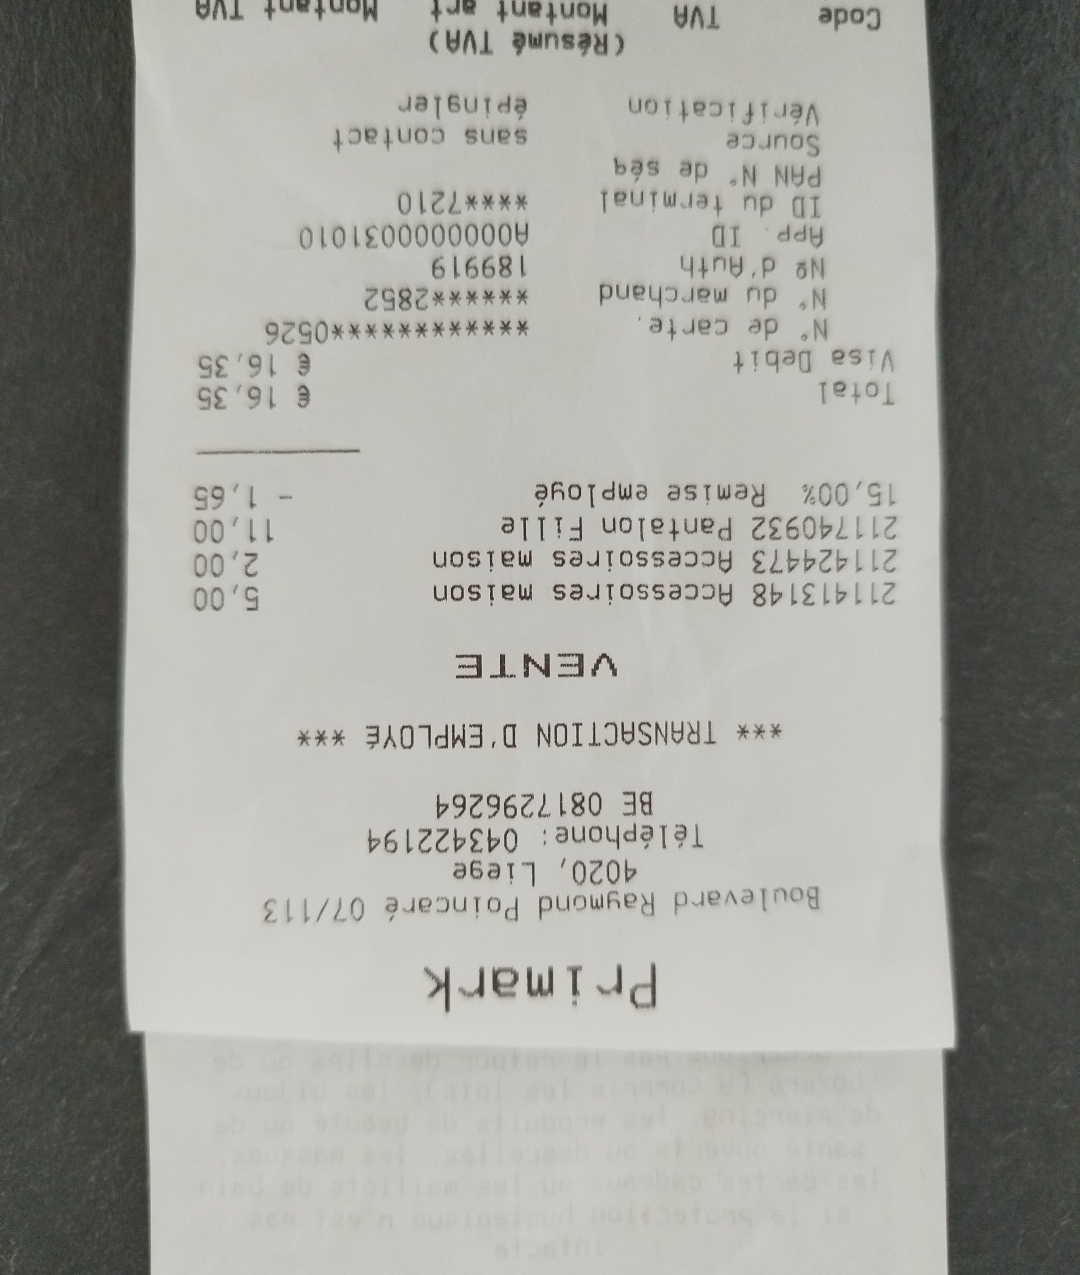 Primark
Boulevard Raymond Poincaré 07/113
4020, Liege
Téléphone: 043422194
BE 0817296264
*** TRANSACTION D'EMPLOYÉ ***
VENTE
211413148 Accessoires maison 5,00
211424473 Accessoires maison 2,00
211740932 Pantalon Fille 11,00
15,00% Remise employé - 1,65
Total € 16,35
Visa Debit € 16,35
N° de carte. ************0526
N° du marchand ******2852
Nº d'Auth 189919
App. ID A0000000031010
ID du terminal ****7210
PAN N° de séq
Source sans contact
Vérification épingler
(Résumé TVA)
Code TVA Montant art Montant TVA